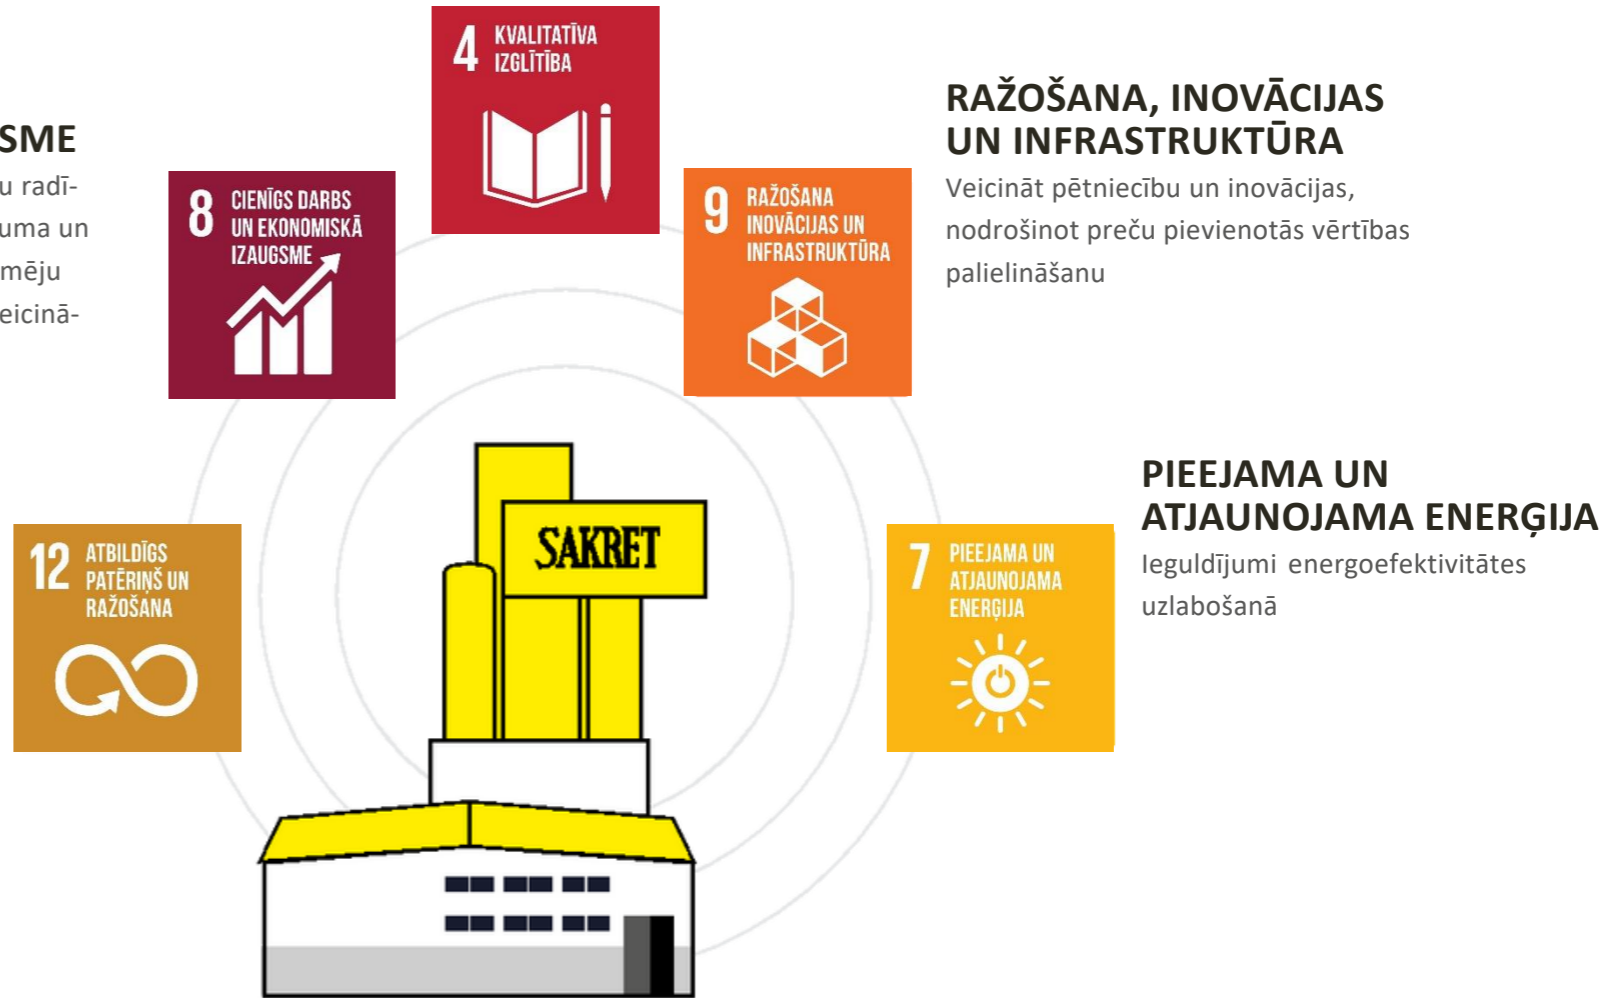 4 KVALITATĪVA
IZGLĪTĪBA
SME
u radī-
uma un
mēju
eicinā-
8 CIENĪGS DARBS
UN EKONOMISKĀ
IZAUGSME
9 RAŽOŠANA
INOVĀCIJAS UN
INFRASTRUKTŪRA
RAŽOŠANA, INOVĀCIJAS
UN INFRASTRUKTŪRA
Veicināt pētniecību un inovācijas,
nodrošinot preču pievienotās vērtības
palielināšanu
12 ATBILDĪGS
PATĒRIŅŠ UN
RAŽOŠANA
SAKRET
7 PIEEJAMA UN
ATJAUNOJAMA
ENERĢIJA
PIEEJAMA UN
ATJAUNOJAMA ENERĢIJA
Ieguldījumi energoefektivitātes
uzlabošanā